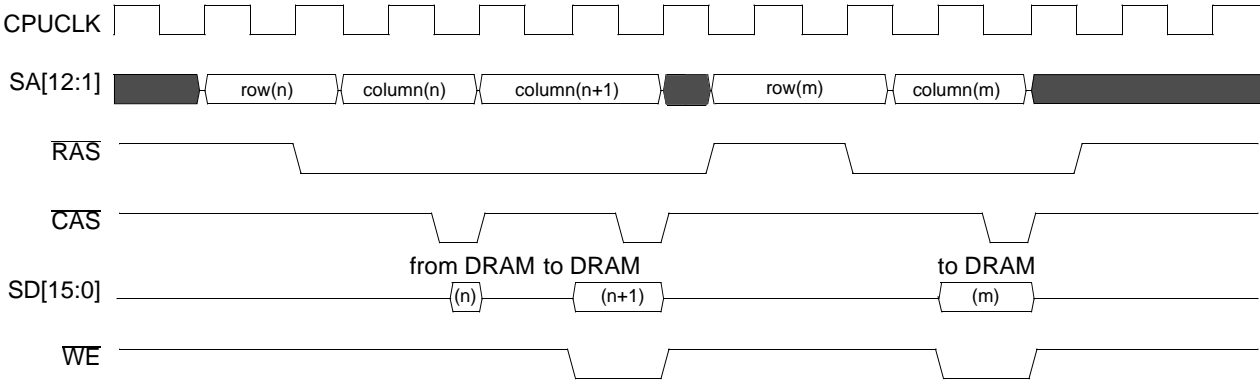 CPUCLK
SA[12:1]
row(n) column(n) column(n+1) row(m) column(m)
RAS
CAS
from DRAM to DRAM to DRAM
SD[15:0]
(n) (n+1) (m)
WE